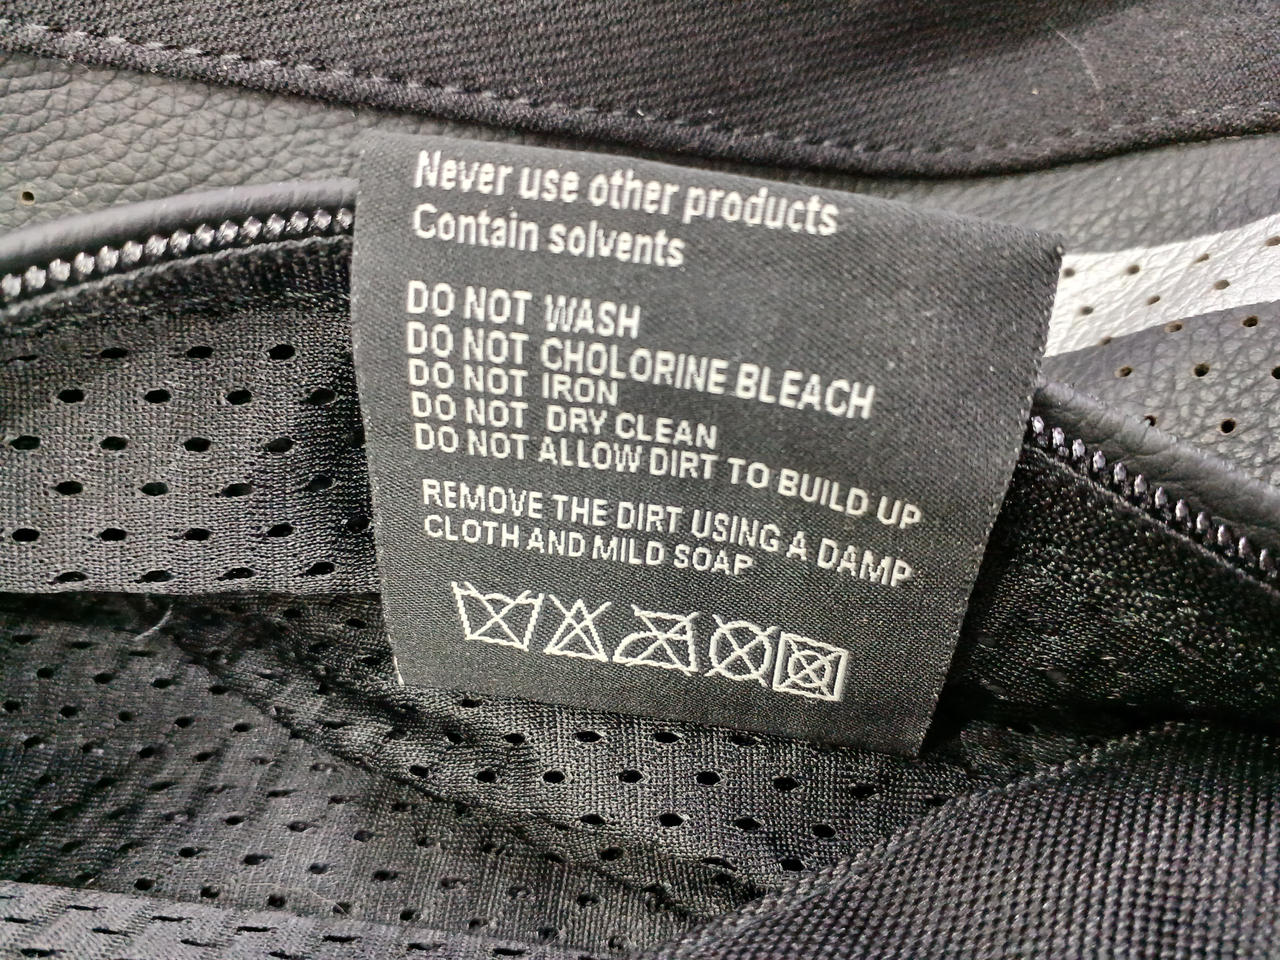 Never use other products
Contain solvents
DO NOT WASH
DO NOT CHOLORINE BLEACH
DO NOT IRON
DO NOT DRY CLEAN
DO NOT ALLOW DIRT TO BUILD UP
REMOVE THE DIRT USING A DAMP
CLOTH AND MILD SOAP